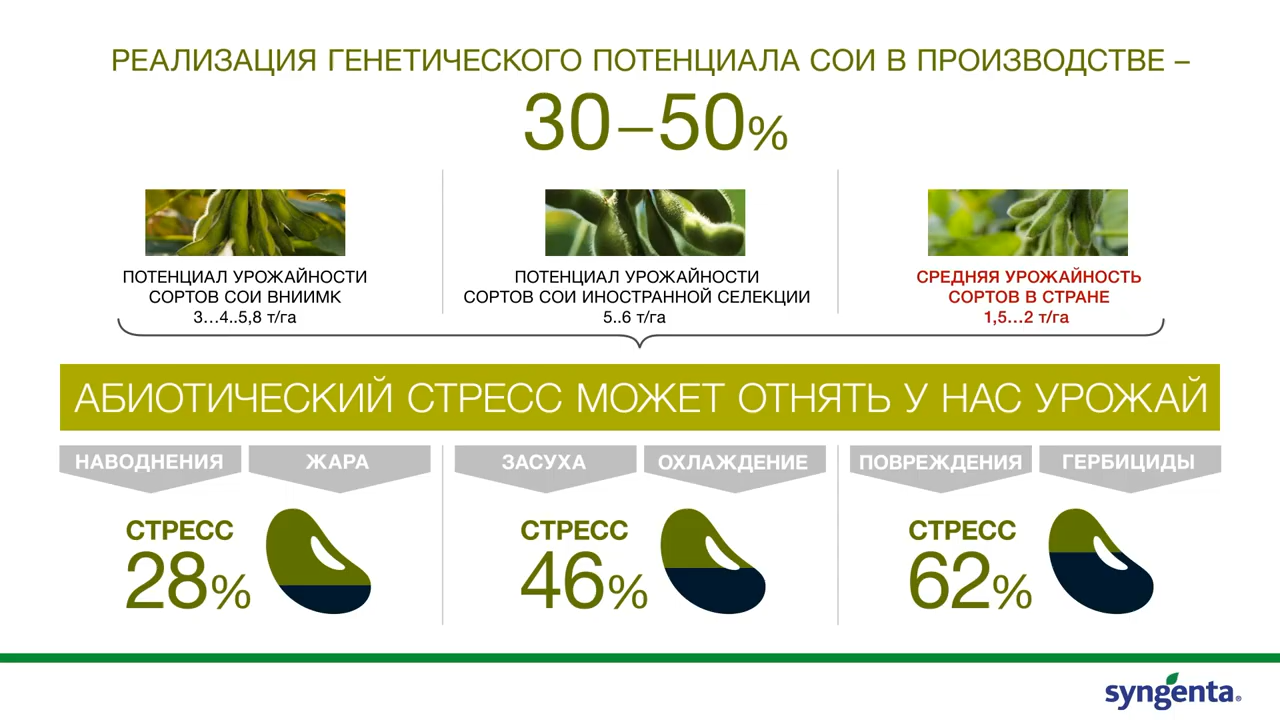 РЕАЛИЗАЦИЯ ГЕНЕТИЧЕСКОГО ПОТЕНЦИАЛА СОИ В ПРОИЗВОДСТВЕ –
30–50%
ПОТЕНЦИАЛ УРОЖАЙНОСТИ
СОРТОВ СОИ ВНИИМК
3...4..5,8 т/га
ПОТЕНЦИАЛ УРОЖАЙНОСТИ
СОРТОВ СОИ ИНОСТРАННОЙ СЕЛЕКЦИИ
5..6 т/га
СРЕДНЯЯ УРОЖАЙНОСТЬ
СОРТОВ В СТРАНЕ
1,5...2 т/га
АБИОТИЧЕСКИЙ СТРЕСС МОЖЕТ ОТНЯТЬ У НАС УРОЖАЙ
НАВОДНЕНИЯ
ЖАРА
ЗАСУХА
ОХЛАЖДЕНИЕ
ПОВРЕЖДЕНИЯ
ГЕРБИЦИДЫ
СТРЕСС
28%
СТРЕСС
46%
СТРЕСС
62%
syngenta®